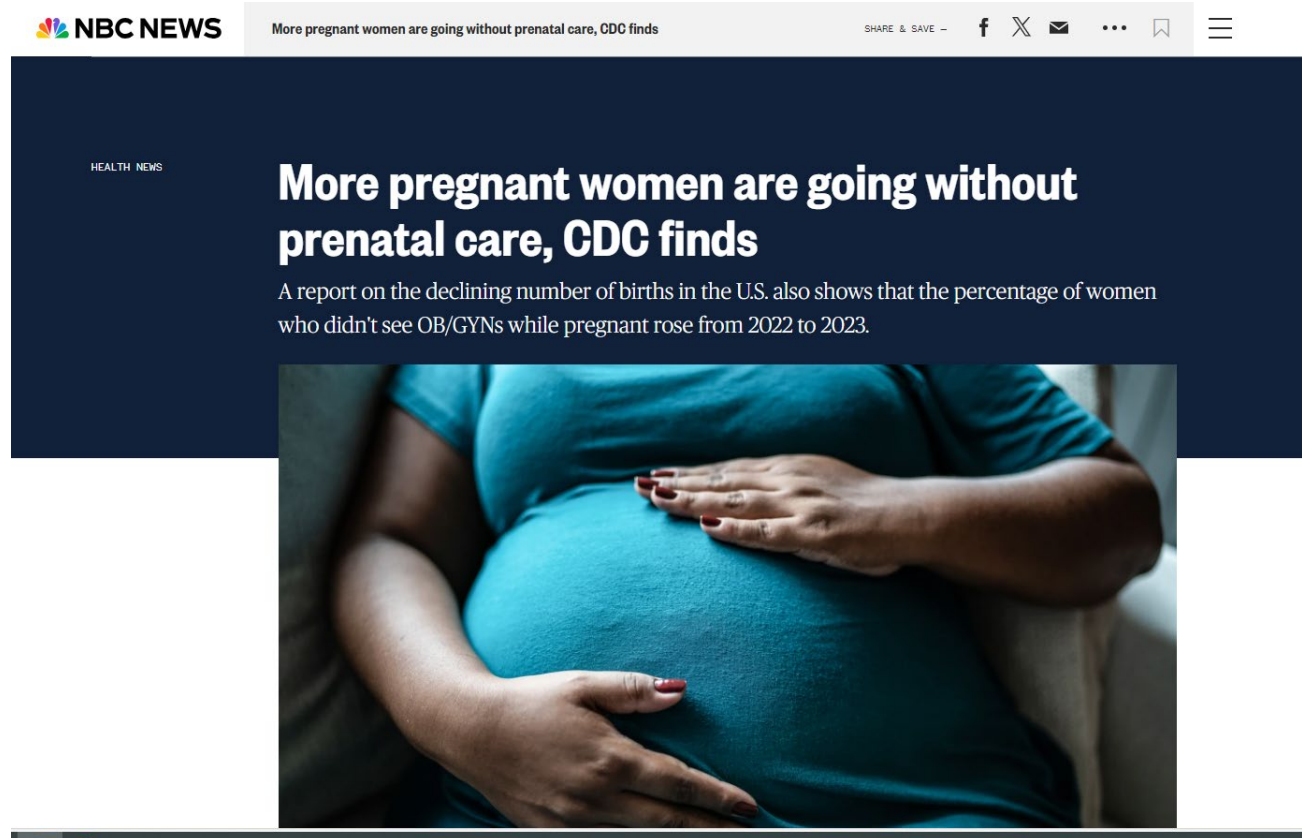 NBC NEWS
More pregnant women are going without prenatal care, CDC finds
SHARE & SAVE –
HEALTH NEWS
More pregnant women are going without
prenatal care, CDC finds
A report on the declining number of births in the U.S. also shows that the percentage of women
who didn't see OB/GYNs while pregnant rose from 2022 to 2023.